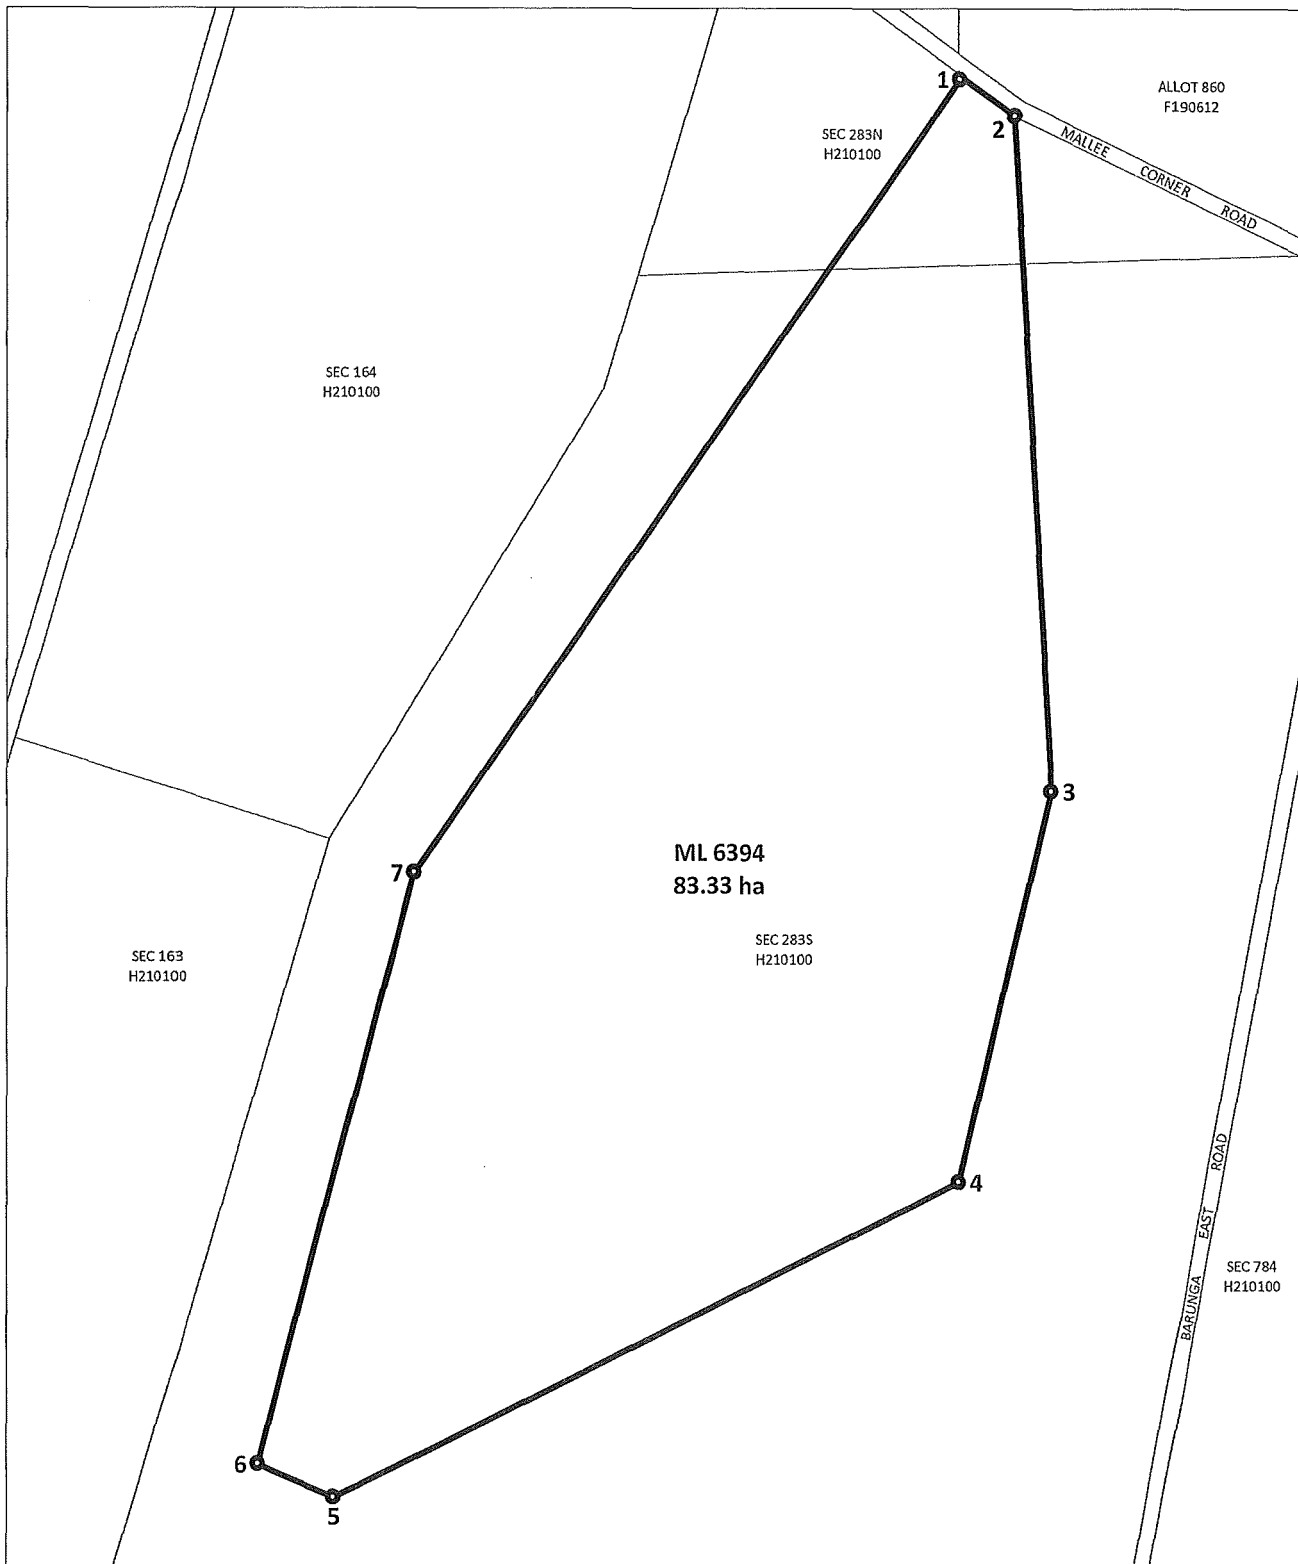 1
ALLOT 860
F190612
2
SEC 283N
H210100
MALLEE CORNER ROAD
SEC 164
H210100
3
ML 6394
83.33 ha
7
SEC 283S
H210100
SEC 163
H210100
4
BARUNGA EAST ROAD
SEC 784
H210100
6
5